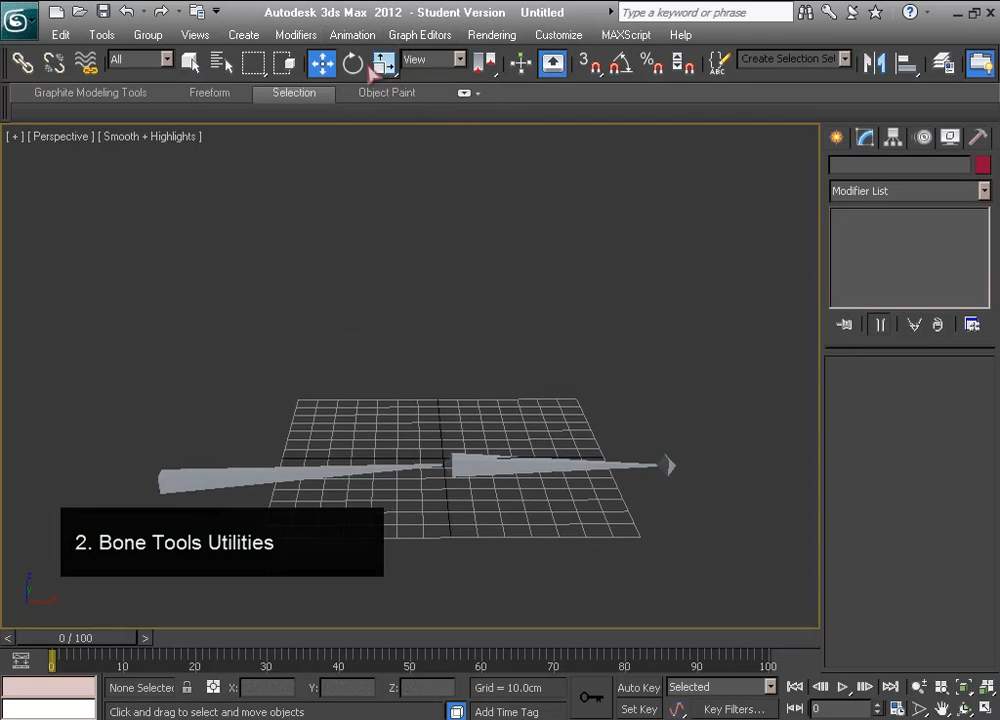 Autodesk 3ds Max 2012 - Student Version Untitled
Type a keyword or phrase
Edit Tools Group Views Create Modifiers Animation Graph Editors Rendering Customize MAXScript Help
All View 3 Create Selection Sel
Graphite Modeling Tools Freeform Selection Object Paint
[ + ] [ Perspective ] [ Smooth + Highlights ]
Modifier List
2. Bone Tools Utilities
0 / 100
0 10 20 30 40 50 60 70 80 90 100
None Selected X: Y: Z: Grid = 10.0cm Auto Key Selected
Click and drag to select and move objects Add Time Tag Set Key Key Filters... 0